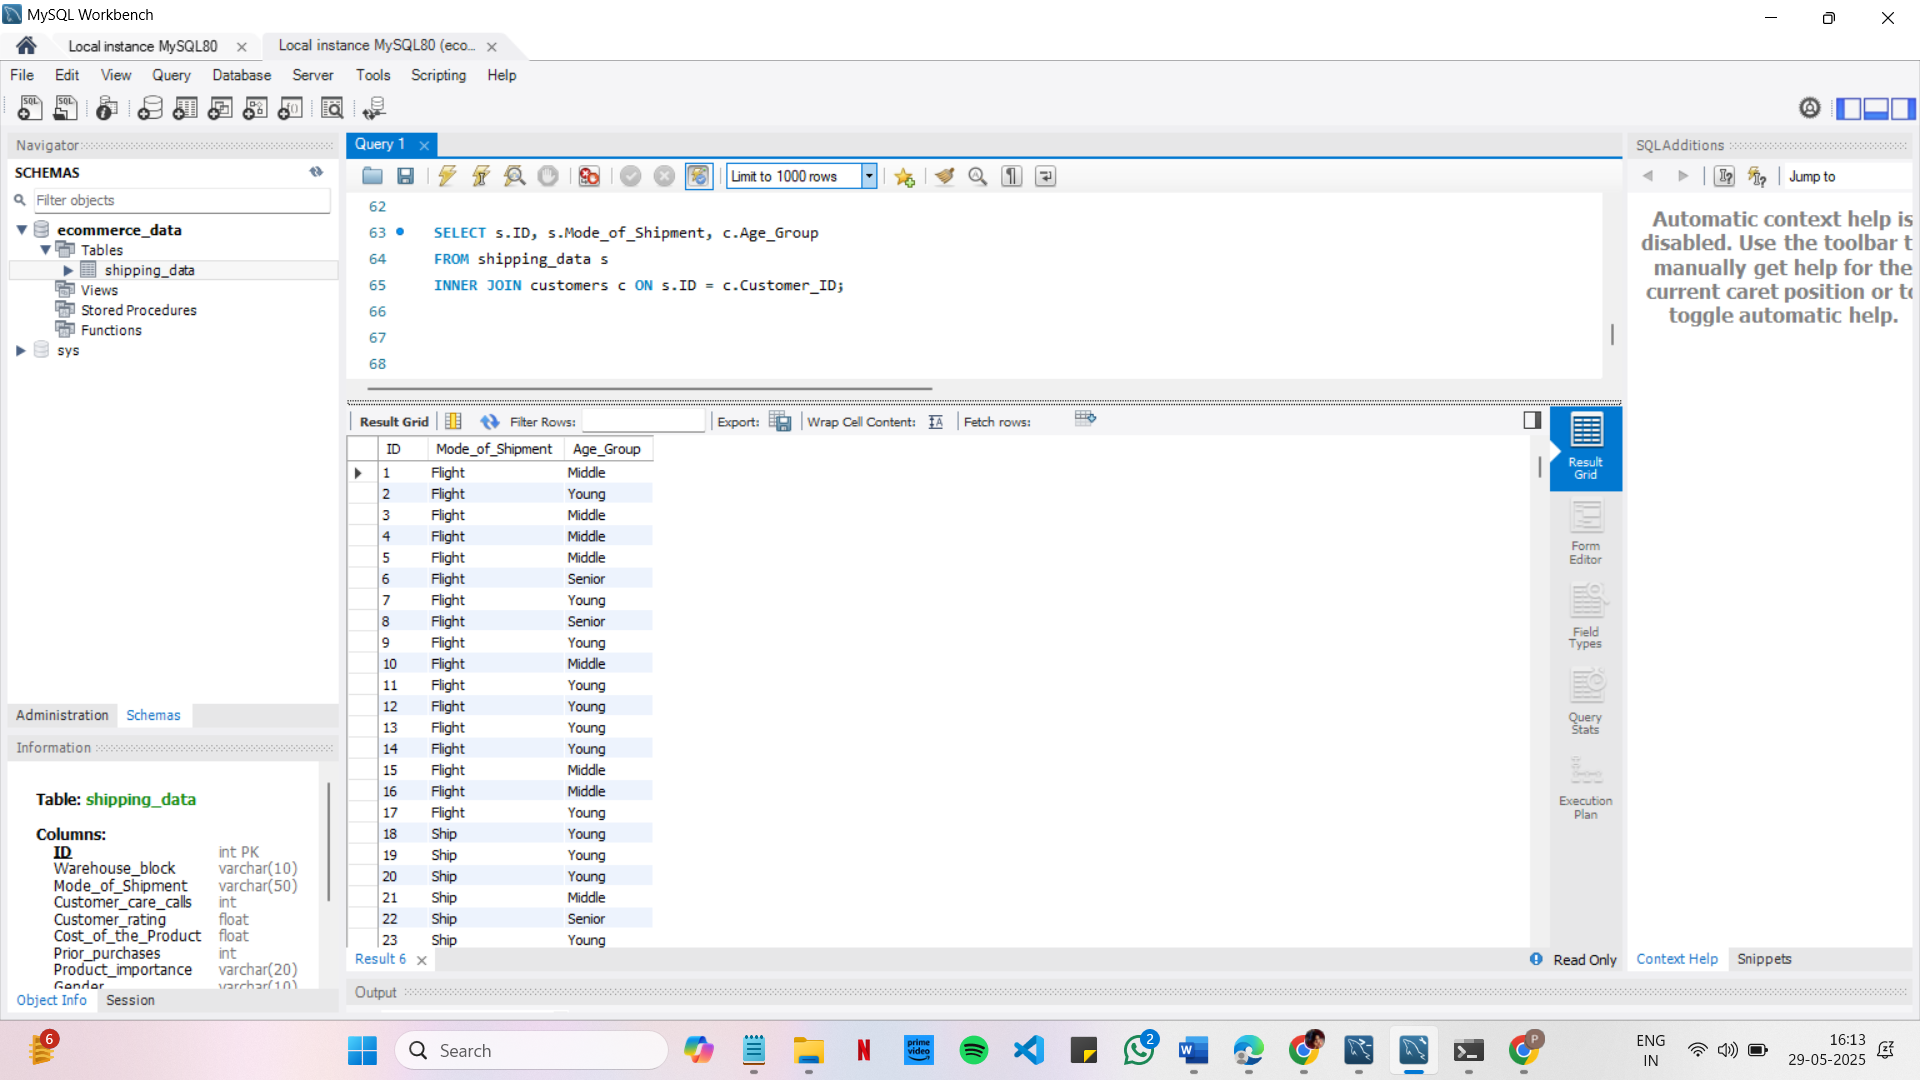 MySQL Workbench
Local instance MySQL80
Local instance MySQL80 (eco...
File Edit View Query Database Server Tools Scripting Help
Navigator
SCHEMAS
Filter objects
ecommerce_data
Tables
shipping_data
Views
Stored Procedures
Functions
sys
Administration Schemas
Information
Table: shipping_data
Columns:
ID int PK
Warehouse_block varchar(10)
Mode_of_Shipment varchar(50)
Customer_care_calls int
Customer_rating float
Cost_of_the_Product float
Prior_purchases int
Product_importance varchar(20)
Gender varchar(10)
Object Info Session
Query 1
Limit to 1000 rows
62
63 SELECT s.ID, s.Mode_of_Shipment, c.Age_Group
64 FROM shipping_data s
65 INNER JOIN customers c ON s.ID = c.Customer_ID;
66
67
68
Result Grid Filter Rows: Export: Wrap Cell Content: Fetch rows:
ID Mode_of_Shipment Age_Group
1 Flight Middle
2 Flight Young
3 Flight Middle
4 Flight Middle
5 Flight Middle
6 Flight Senior
7 Flight Young
8 Flight Senior
9 Flight Young
10 Flight Middle
11 Flight Young
12 Flight Young
13 Flight Young
14 Flight Young
15 Flight Middle
16 Flight Middle
17 Flight Young
18 Ship Young
19 Ship Young
20 Ship Young
21 Ship Middle
22 Ship Senior
23 Ship Young
Result 6
Read Only
Output
Result
Grid
Form
Editor
Field
Types
Query
Stats
Execution
Plan
SQLAdditions
Jump to
Automatic context help is
disabled. Use the toolbar t
manually get help for the
current caret position or to
toggle automatic help.
Context Help Snippets
6
Search
N
prime
video
2
W
P
ENG
IN
16:13
29-05-2025